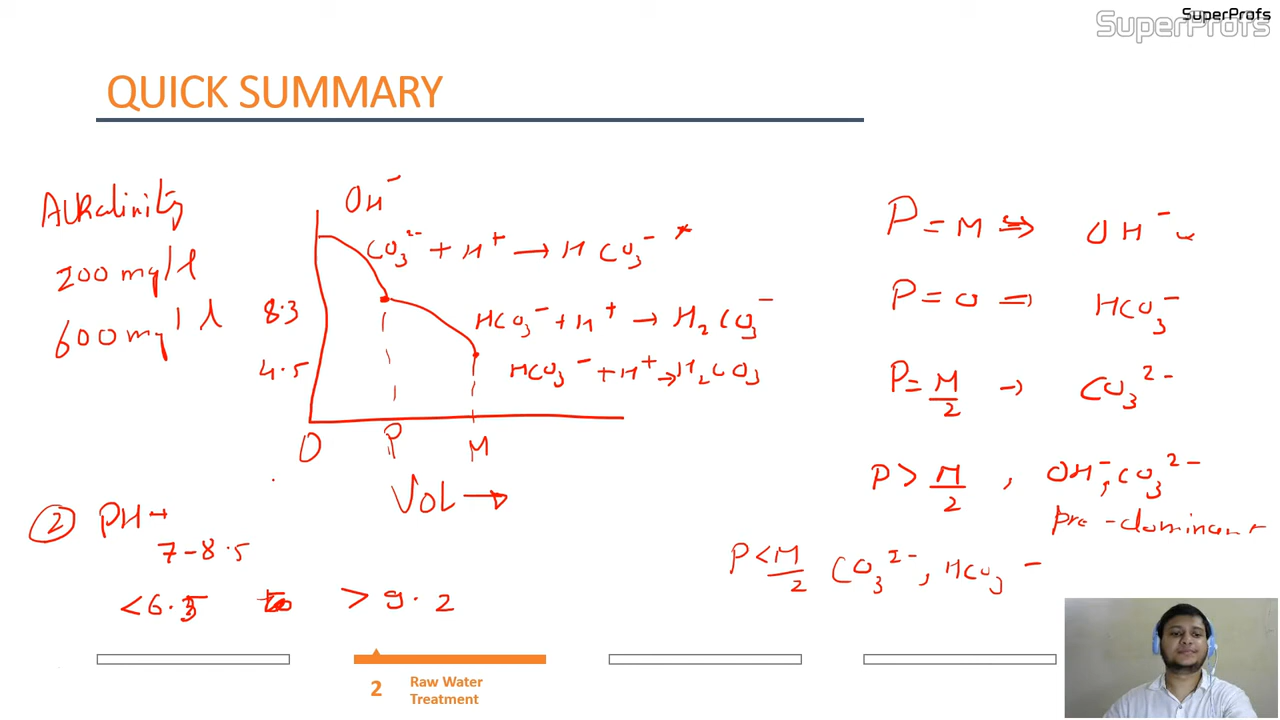 SuperProfs
SuperProfs
QUICK SUMMARY
Alkalinity
200 mg/l
600 mg/l
OH⁻
CO₃²⁻ + H⁺ → HCO₃⁻ *
8.3
HCO₃⁻ + H⁺ → H₂CO₃⁻
4.5
HCO₃⁻ + H⁺ → H₂CO₃
O P M
VOL →
P = M ⇒ OH⁻
P = 0 ⇒ HCO₃⁻
P = M/2 → CO₃²⁻
P > M/2 , OH⁻, CO₃²⁻
pre-dominant
P < M/2 CO₃²⁻, HCO₃⁻
② PH →
7 - 8.5
< 6.5 > 9.2
2 Raw Water
Treatment